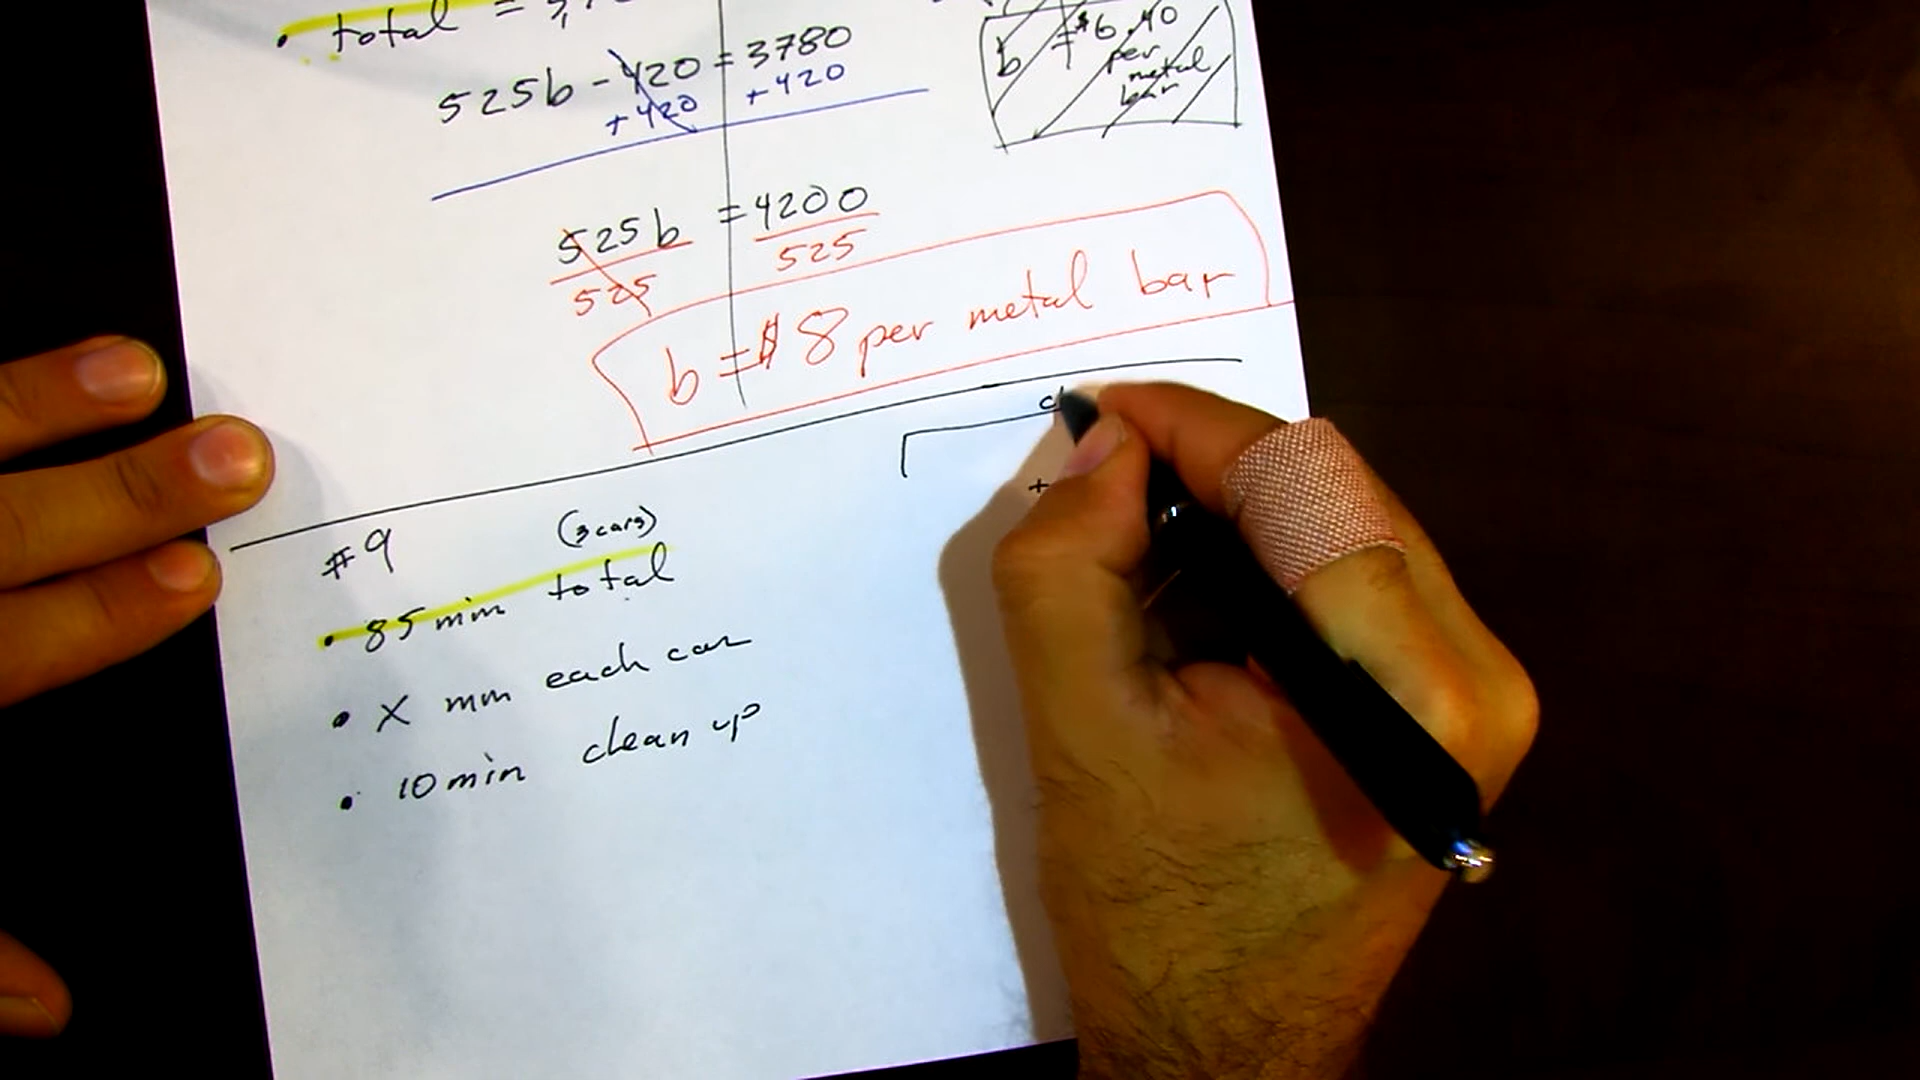 • total = 3,
525b - 420 = 3780
+420 +420
525b = 4200
525 525
b = $8 per metal bar
b = $6.40
per
metal
bar
#9 (3 cars)
• 85 min total
• X min each car
• 10 min clean up
+